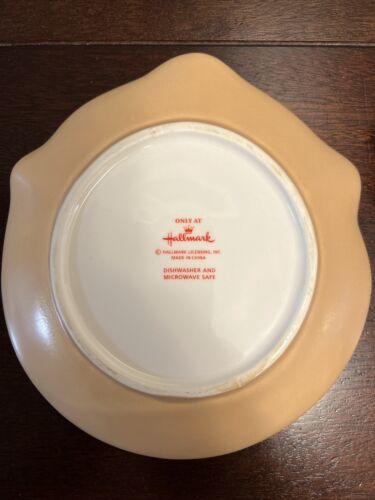 ONLY AT
Hallmark
© HALLMARK LICENSING, INC.
MADE IN CHINA
DISHWASHER AND
MICROWAVE SAFE